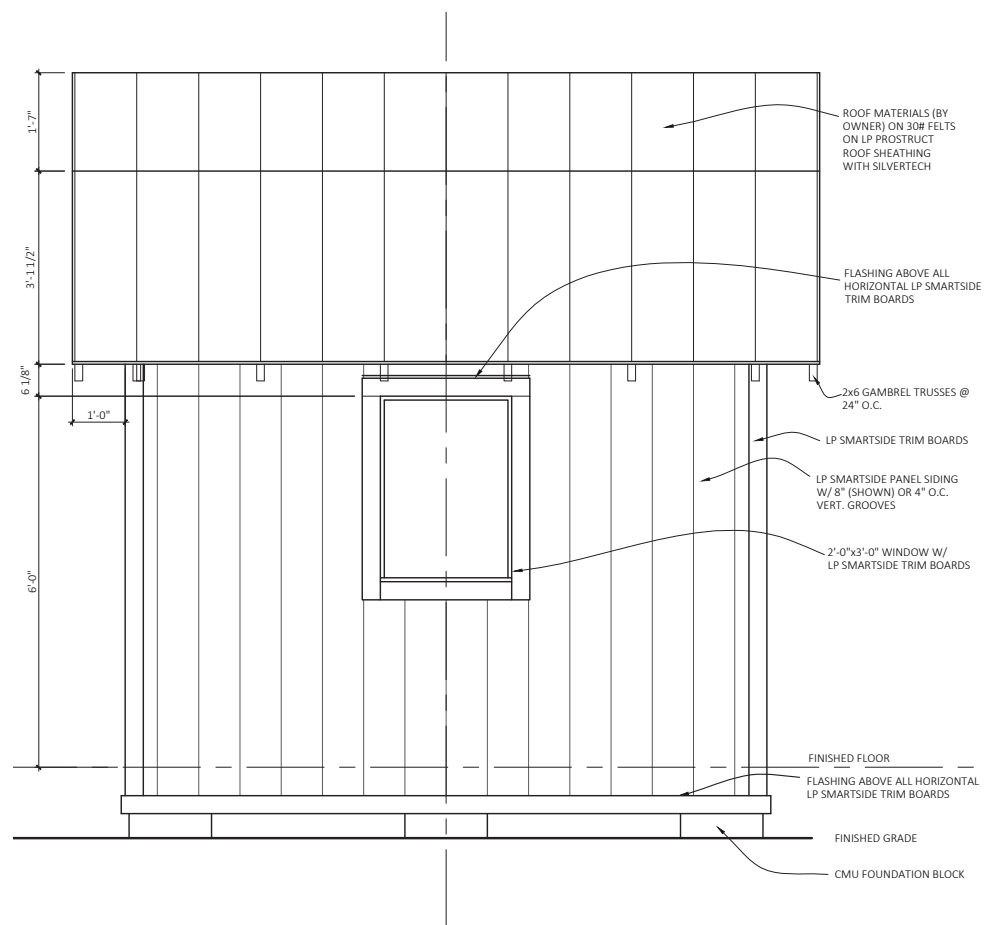 1'-7"
3'-1 1/2"
6 1/8"
1'-0"
6'-0"
ROOF MATERIALS (BY
OWNER) ON 30# FELTS
ON LP PROSTRUCT
ROOF SHEATHING
WITH SILVERTECH
FLASHING ABOVE ALL
HORIZONTAL LP SMARTSIDE
TRIM BOARDS
2x6 GAMBREL TRUSSES @
24" O.C.
LP SMARTSIDE TRIM BOARDS
LP SMARTSIDE PANEL SIDING
W/ 8" (SHOWN) OR 4" O.C.
VERT. GROOVES
2'-0"x3'-0" WINDOW W/
LP SMARTSIDE TRIM BOARDS
FINISHED FLOOR
FLASHING ABOVE ALL HORIZONTAL
LP SMARTSIDE TRIM BOARDS
FINISHED GRADE
CMU FOUNDATION BLOCK